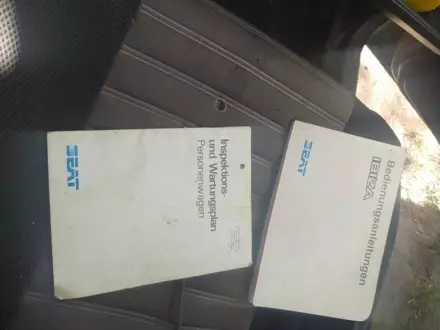 Inspektions-
und Wartungsplan
Personenwagen
SEAT
Bedienungsanleitungen
IBIZA
SEAT